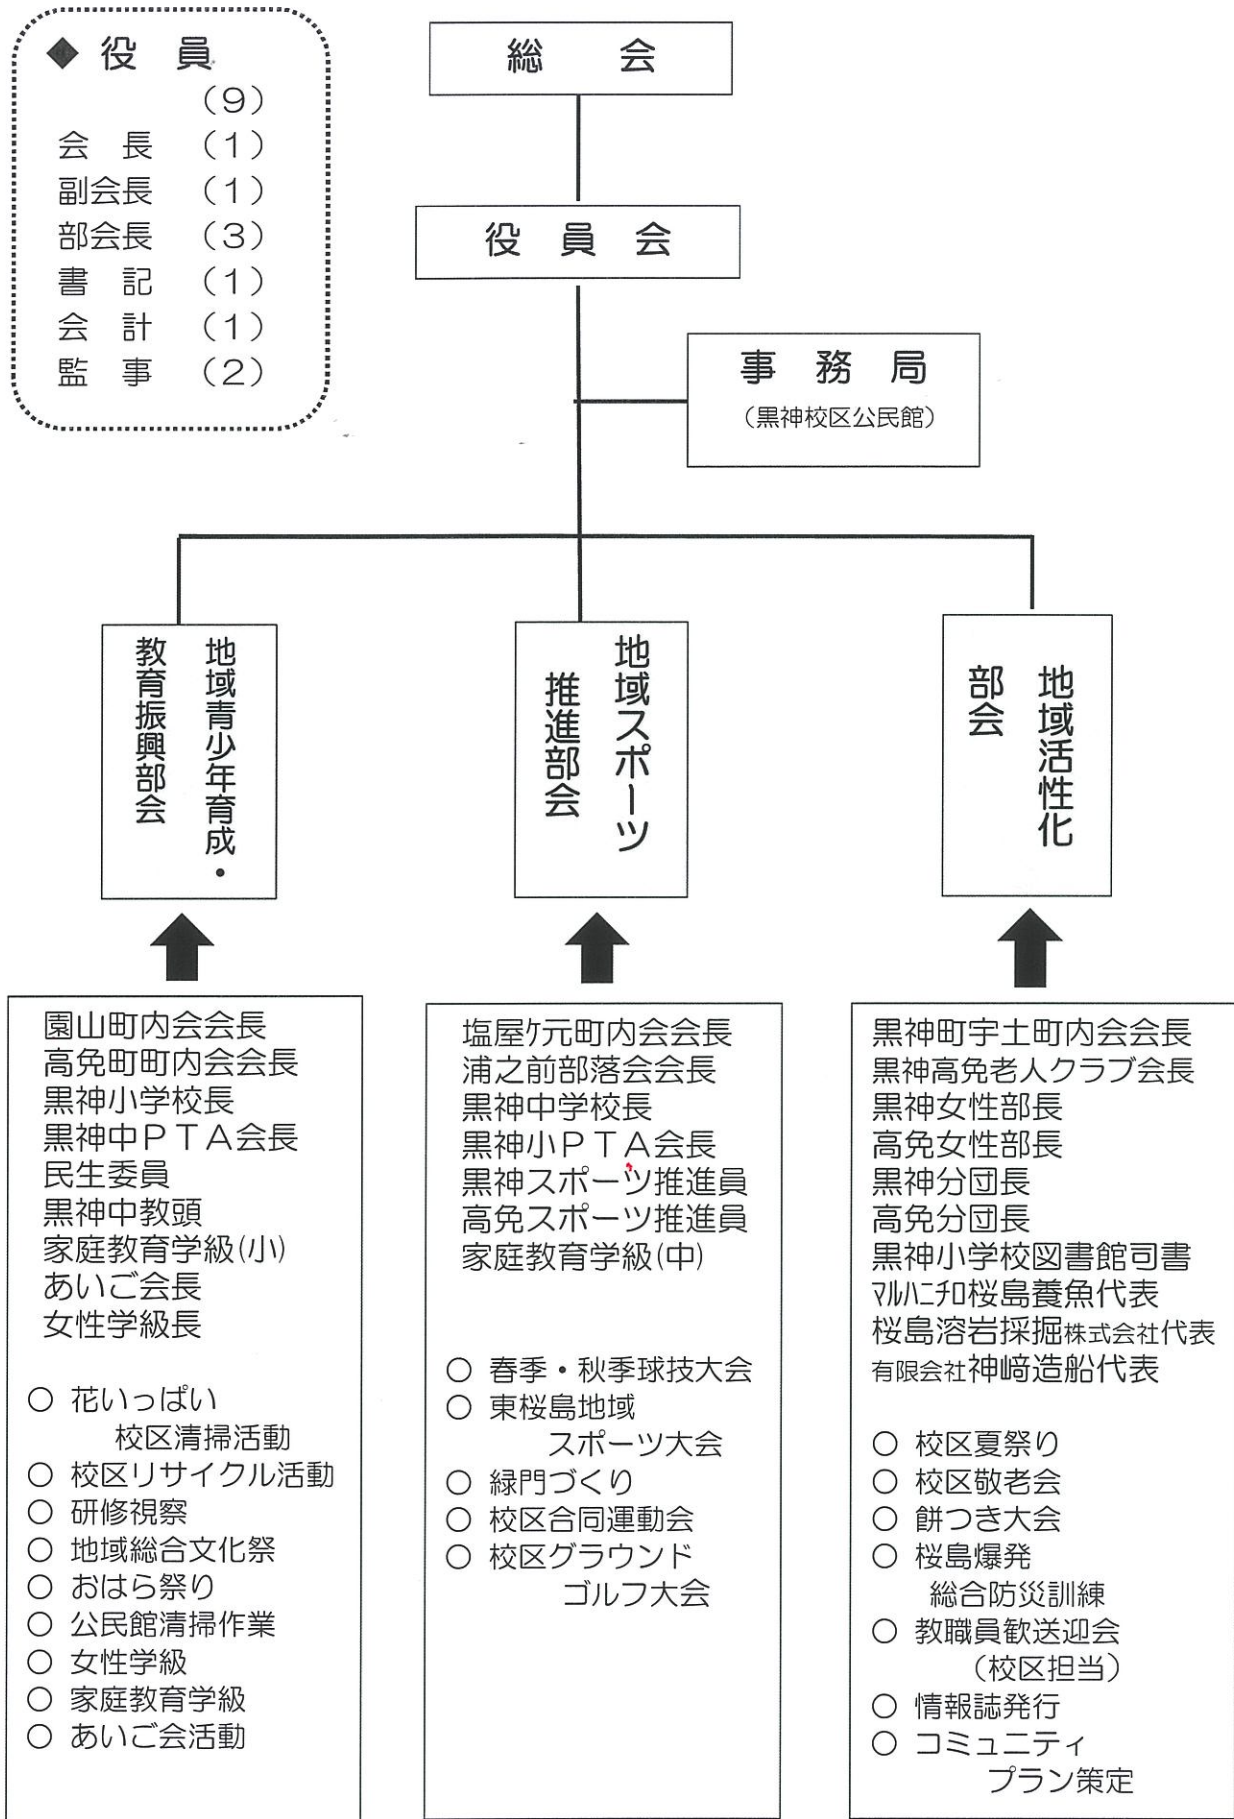 ◆ 役 員
(9)
会 長 (1)
副会長 (1)
部会長 (3)
書 記 (1)
会 計 (1)
監 事 (2)
総 会
役 員 会
事 務 局
(黒神校区公民館)
地域青少年育成・
教育振興部会
地域スポーツ
推進部会
地域活性化
部会
園山町内会会長
高免町町内会会長
黒神小学校長
黒神中PTA会長
民生委員
黒神中教頭
家庭教育学級(小)
あいご会長
女性学級長
○ 花いっぱい
校区清掃活動
○ 校区リサイクル活動
○ 研修視察
○ 地域総合文化祭
○ おはら祭り
○ 公民館清掃作業
○ 女性学級
○ 家庭教育学級
○ あいご会活動
塩屋ケ元町内会会長
浦之前部落会会長
黒神中学校長
黒神小PTA会長
黒神スポーツ推進員
高免スポーツ推進員
家庭教育学級(中)
○ 春季・秋季球技大会
○ 東桜島地域
スポーツ大会
○ 緑門づくり
○ 校区合同運動会
○ 校区グラウンド
ゴルフ大会
黒神町宇土町内会会長
黒神高免老人クラブ会長
黒神女性部長
高免女性部長
黒神分団長
高免分団長
黒神小学校図書館司書
マルハニチロ桜島養魚代表
桜島溶岩採掘株式会社代表
有限会社神﨑造船代表
○ 校区夏祭り
○ 校区敬老会
○ 餅つき大会
○ 桜島爆発
総合防災訓練
○ 教職員歓送迎会
(校区担当)
○ 情報誌発行
○ コミュニティ
プラン策定